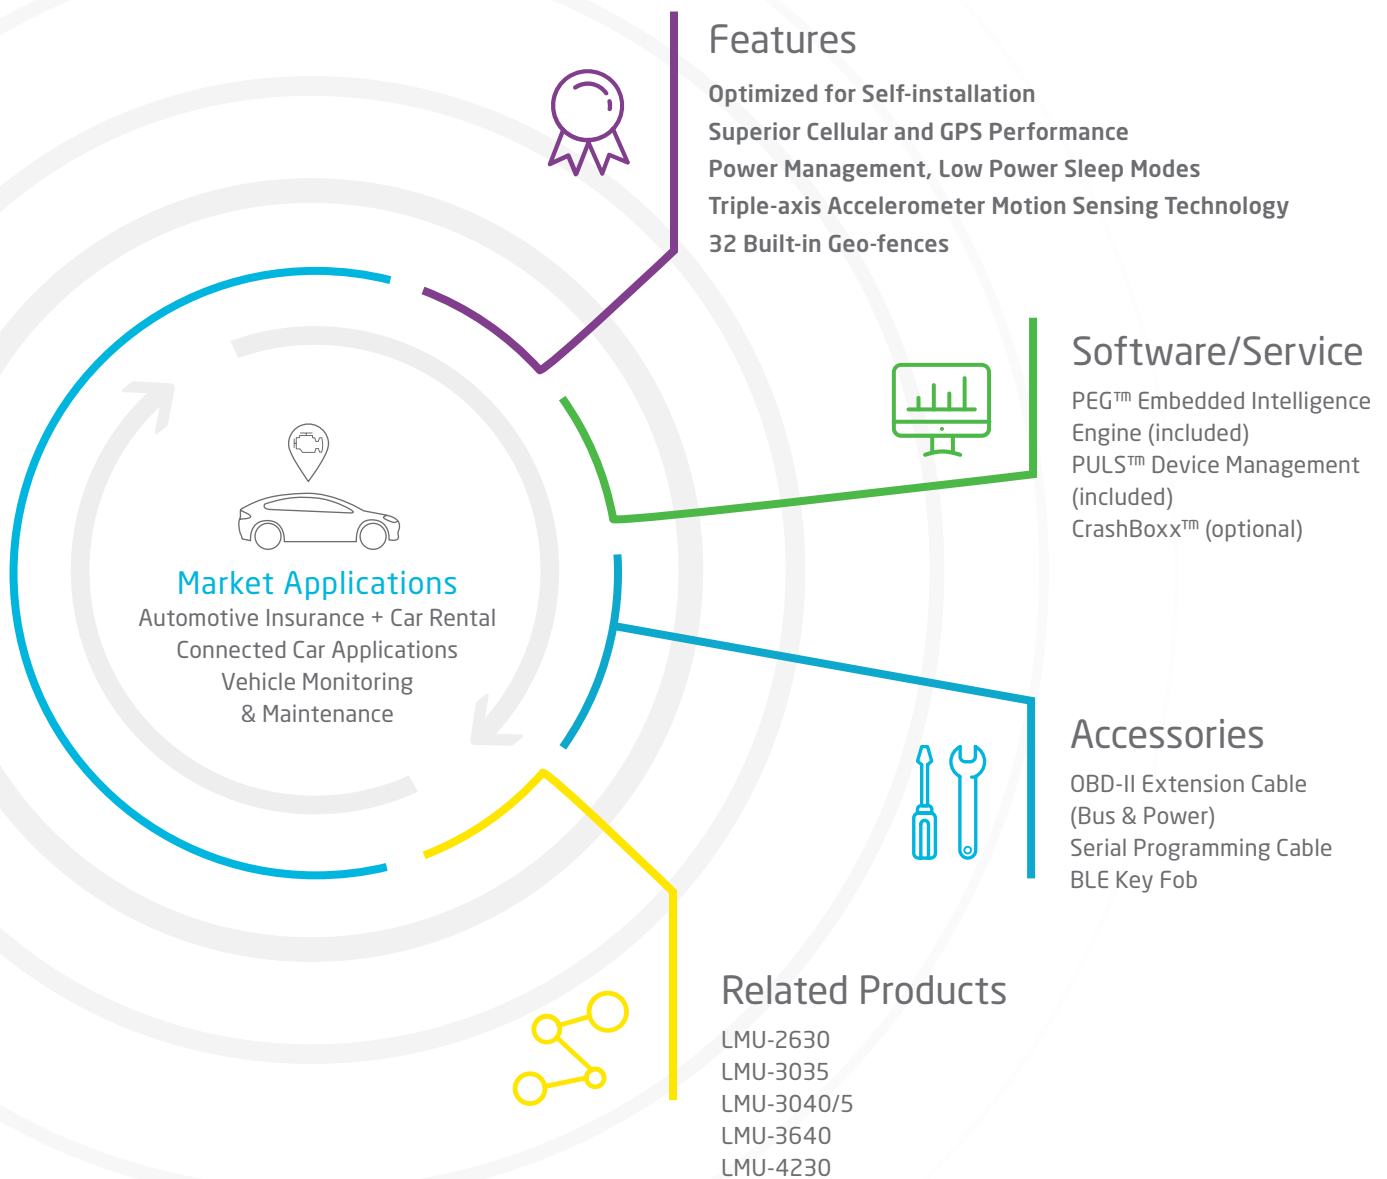 Features
Optimized for Self-installation
Superior Cellular and GPS Performance
Power Management, Low Power Sleep Modes
Triple-axis Accelerometer Motion Sensing Technology
32 Built-in Geo-fences
Software/Service
PEG™ Embedded Intelligence
Engine (included)
PULS™ Device Management
(included)
CrashBoxx™ (optional)
Market Applications
Automotive Insurance + Car Rental
Connected Car Applications
Vehicle Monitoring
& Maintenance
Accessories
OBD-II Extension Cable
(Bus & Power)
Serial Programming Cable
BLE Key Fob
Related Products
LMU-2630
LMU-3035
LMU-3040/5
LMU-3640
LMU-4230